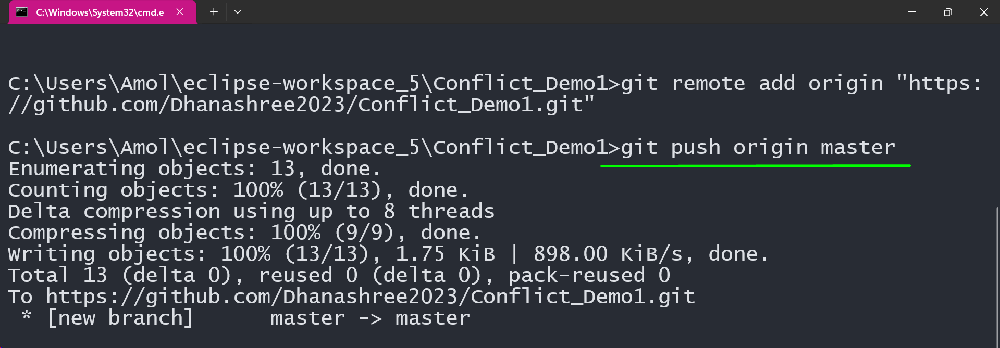 C:\Windows\System32\cmd.e
C:\Users\Amol\eclipse-workspace_5\Conflict_Demo1>git remote add origin "https:
//github.com/Dhanashree2023/Conflict_Demo1.git"
C:\Users\Amol\eclipse-workspace_5\Conflict_Demo1>git push origin master
Enumerating objects: 13, done.
Counting objects: 100% (13/13), done.
Delta compression using up to 8 threads
Compressing objects: 100% (9/9), done.
Writing objects: 100% (13/13), 1.75 KiB | 898.00 KiB/s, done.
Total 13 (delta 0), reused 0 (delta 0), pack-reused 0
To https://github.com/Dhanashree2023/Conflict_Demo1.git
 * [new branch]      master -> master